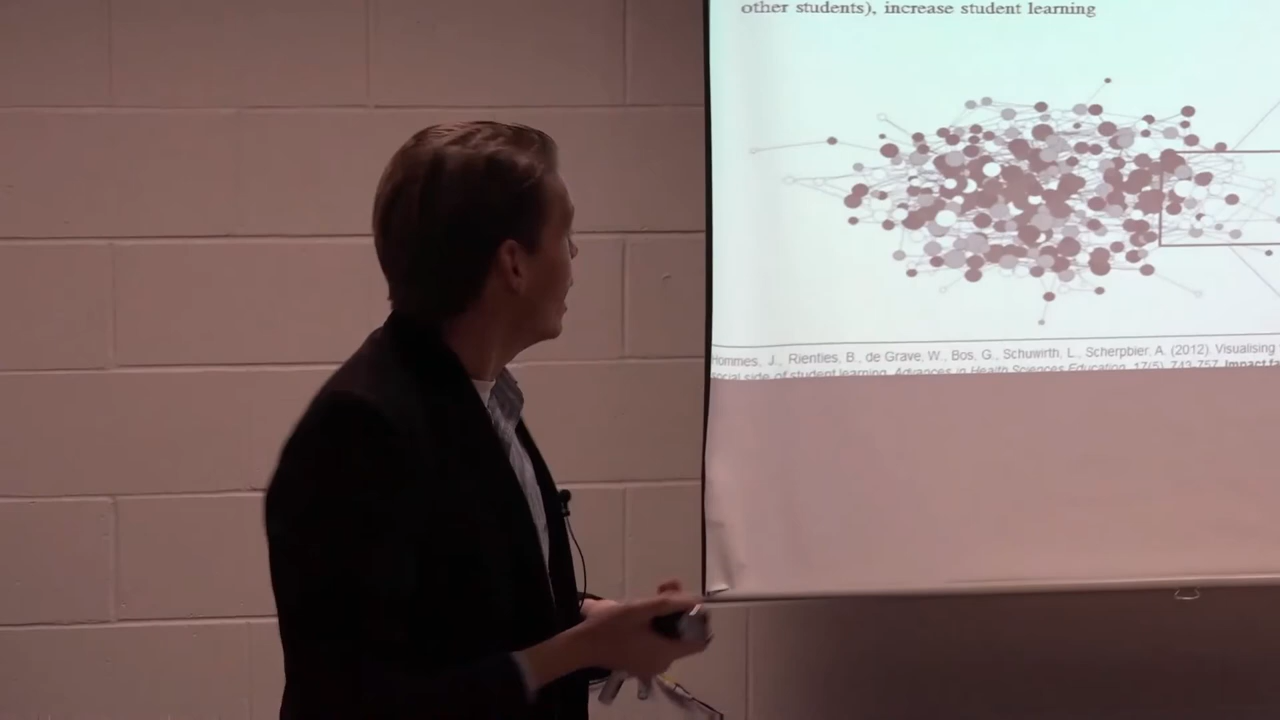 other students), increase student learning
Hommes, J., Rienties, B., de Grave, W., Bos, G., Schuwirth, L., Scherpbier, A. (2012). Visualising
social side of student learning. Advances in Health Sciences Education, 17(5), 743-757. Impact fa